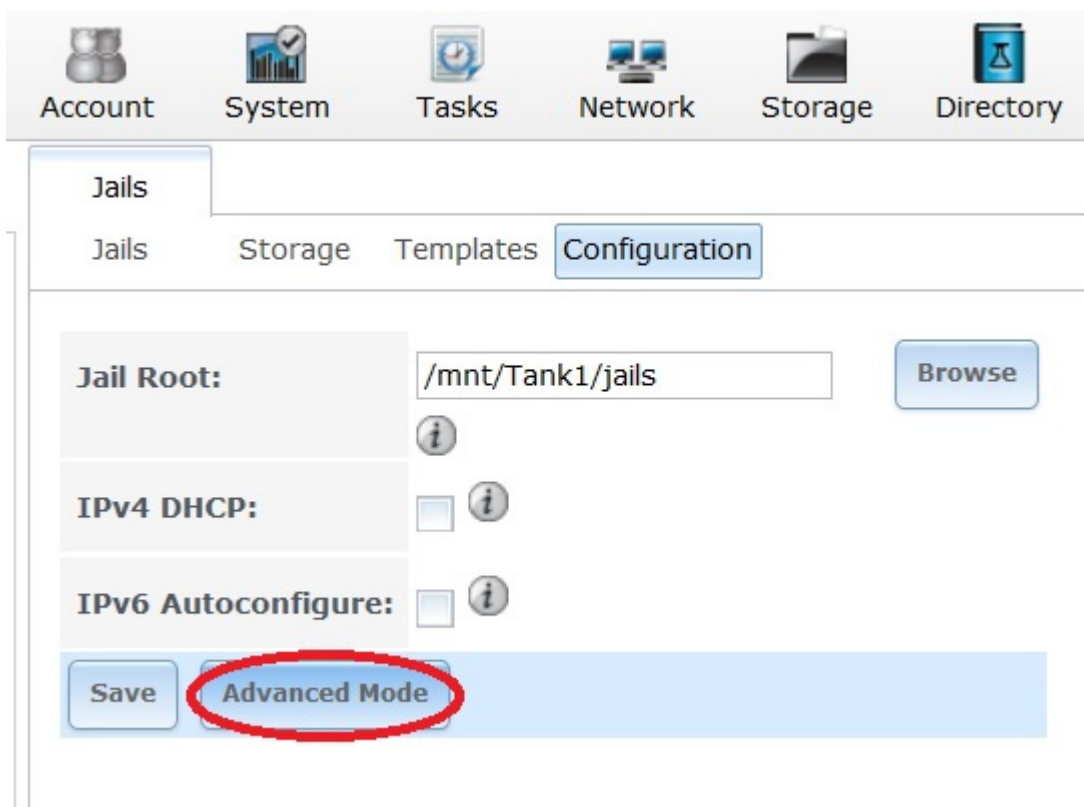 Account System Tasks Network Storage Directory
Jails
Jails Storage Templates Configuration
Jail Root: /mnt/Tank1/jails Browse
i
IPv4 DHCP: i
IPv6 Autoconfigure: i
Save Advanced Mode